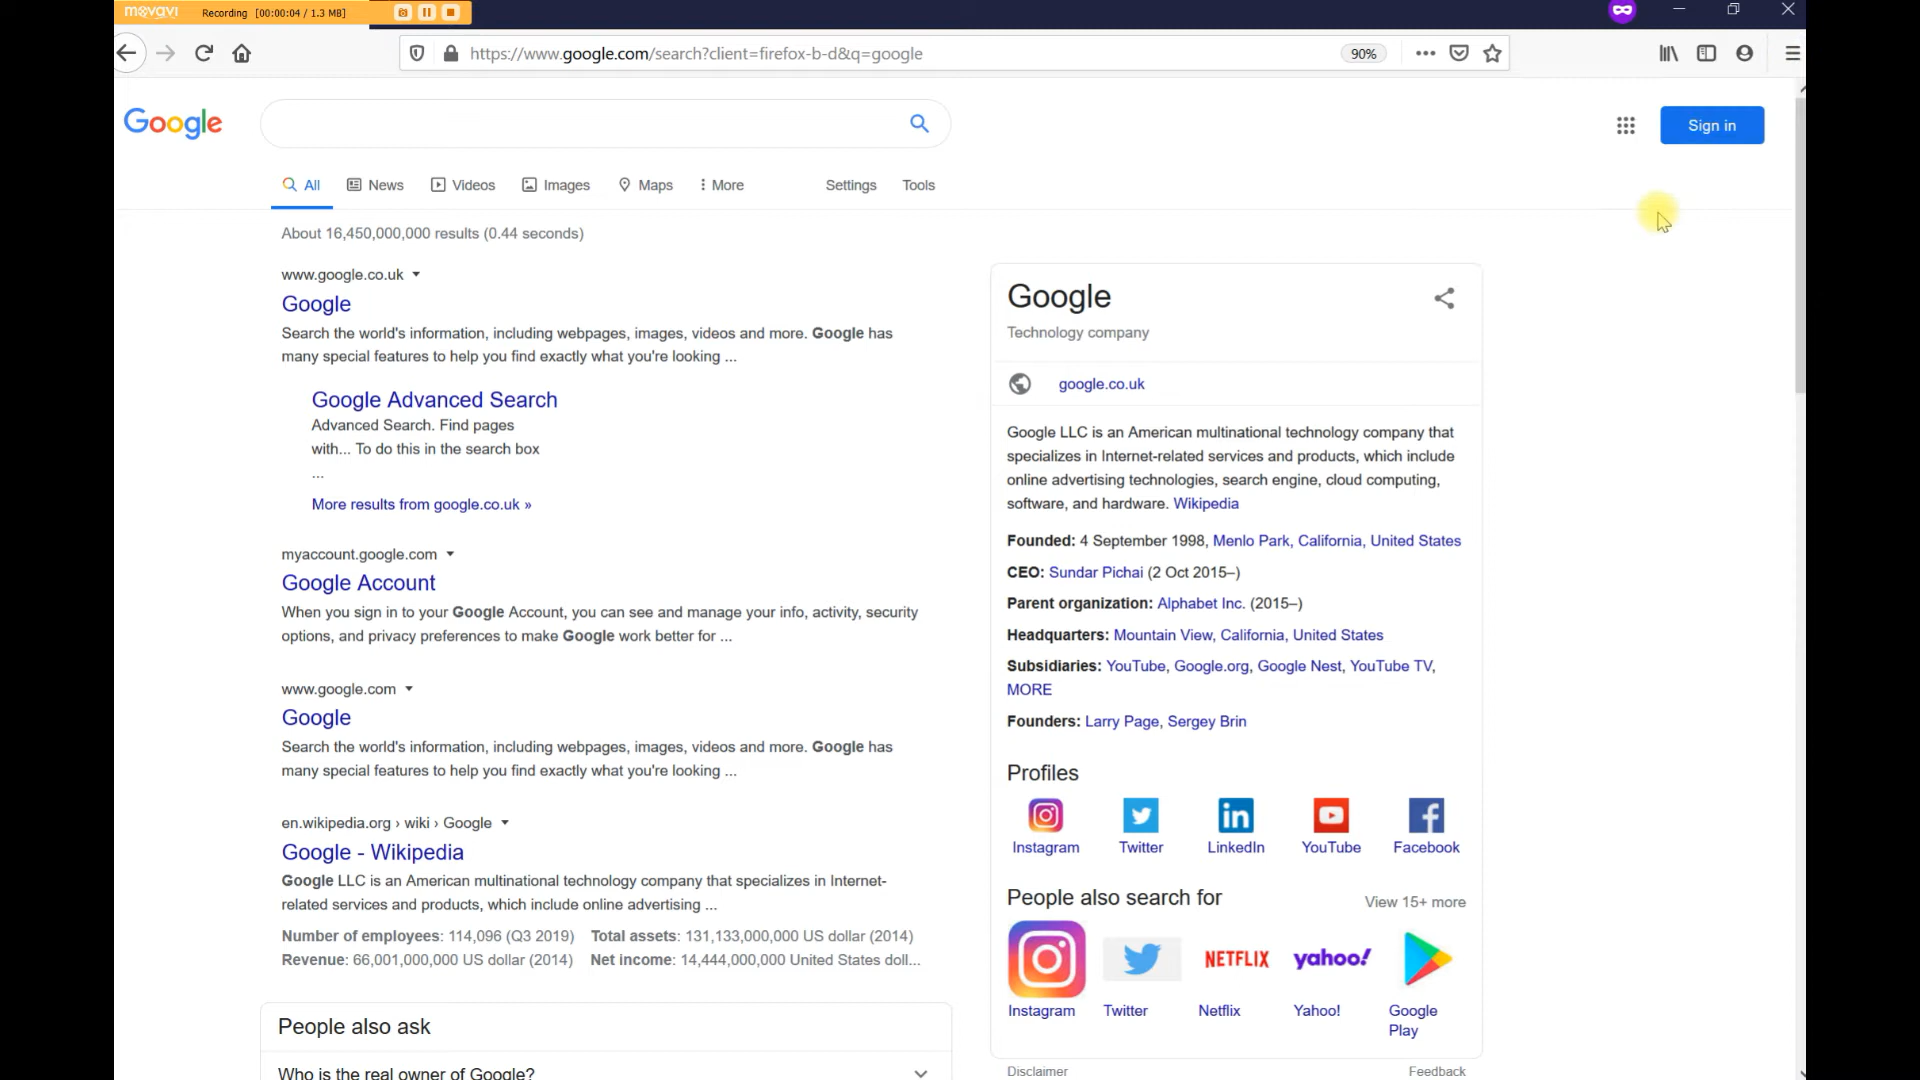 movavi Recording [00:00:04 / 1.3 MB]
https://www.google.com/search?client=firefox-b-d&q=google 90%
Google
Sign in
All News Videos Images Maps More Settings Tools
About 16,450,000,000 results (0.44 seconds)
www.google.co.uk
Google
Search the world's information, including webpages, images, videos and more. Google has
many special features to help you find exactly what you're looking ...
Google Advanced Search
Advanced Search. Find pages
with... To do this in the search box
...
More results from google.co.uk »
myaccount.google.com
Google Account
When you sign in to your Google Account, you can see and manage your info, activity, security
options, and privacy preferences to make Google work better for ...
www.google.com
Google
Search the world's information, including webpages, images, videos and more. Google has
many special features to help you find exactly what you're looking ...
en.wikipedia.org › wiki › Google
Google - Wikipedia
Google LLC is an American multinational technology company that specializes in Internet-
related services and products, which include online advertising ...
Number of employees: 114,096 (Q3 2019) Total assets: 131,133,000,000 US dollar (2014)
Revenue: 66,001,000,000 US dollar (2014) Net income: 14,444,000,000 United States doll...
People also ask
Who is the real owner of Google?
Google
Technology company
google.co.uk
Google LLC is an American multinational technology company that
specializes in Internet-related services and products, which include
online advertising technologies, search engine, cloud computing,
software, and hardware. Wikipedia
Founded: 4 September 1998, Menlo Park, California, United States
CEO: Sundar Pichai (2 Oct 2015–)
Parent organization: Alphabet Inc. (2015–)
Headquarters: Mountain View, California, United States
Subsidiaries: YouTube, Google.org, Google Nest, YouTube TV,
MORE
Founders: Larry Page, Sergey Brin
Profiles
Instagram Twitter LinkedIn YouTube Facebook
People also search for View 15+ more
NETFLIX yahoo!
Instagram Twitter Netflix Yahoo! Google
Play
Disclaimer Feedback